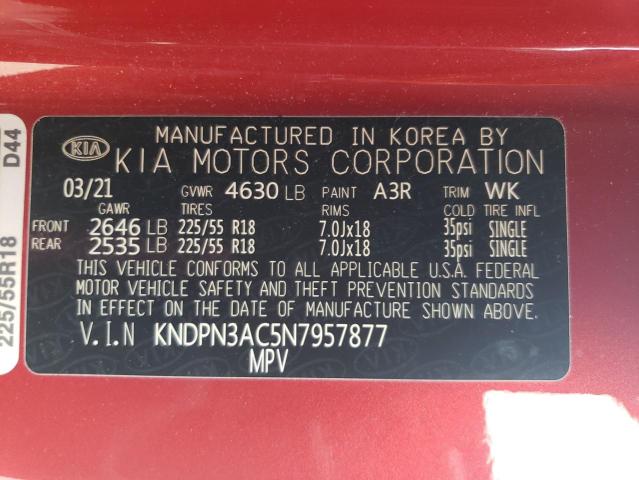 KIA
MANUFACTURED IN KOREA BY
KIA MOTORS CORPORATION
03/21 GVWR 4630 LB PAINT A3R TRIM WK
GAWR TIRES RIMS COLD TIRE INFL
FRONT 2646 LB 225/55 R18 7.0Jx18 35psi SINGLE
REAR 2535 LB 225/55 R18 7.0Jx18 35psi SINGLE
THIS VEHICLE CONFORMS TO ALL APPLICABLE U.S.A. FEDERAL
MOTOR VEHICLE SAFETY AND THEFT PREVENTION STANDARDS
IN EFFECT ON THE DATE OF MANUFACTURE SHOWN ABOVE.
V.I.N KNDPN3AC5N7957877
MPV
225/55R18
D44